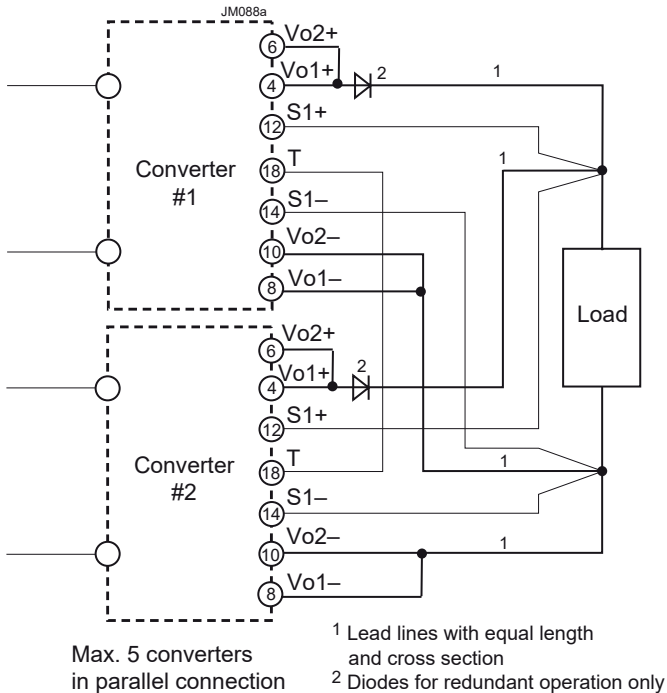 JM088a
Vo2+
6
Vo1+
4
2
1
S1+
12
1
T
18
Converter
#1
S1–
14
Vo2–
10
Vo1–
8
Load
Vo2+
6
Vo1+
4
2
S1+
12
Converter
#2
T
18
1
S1–
14
Vo2–
10
1
Vo1–
8
Max. 5 converters
in parallel connection
1 Lead lines with equal length
and cross section
2 Diodes for redundant operation only